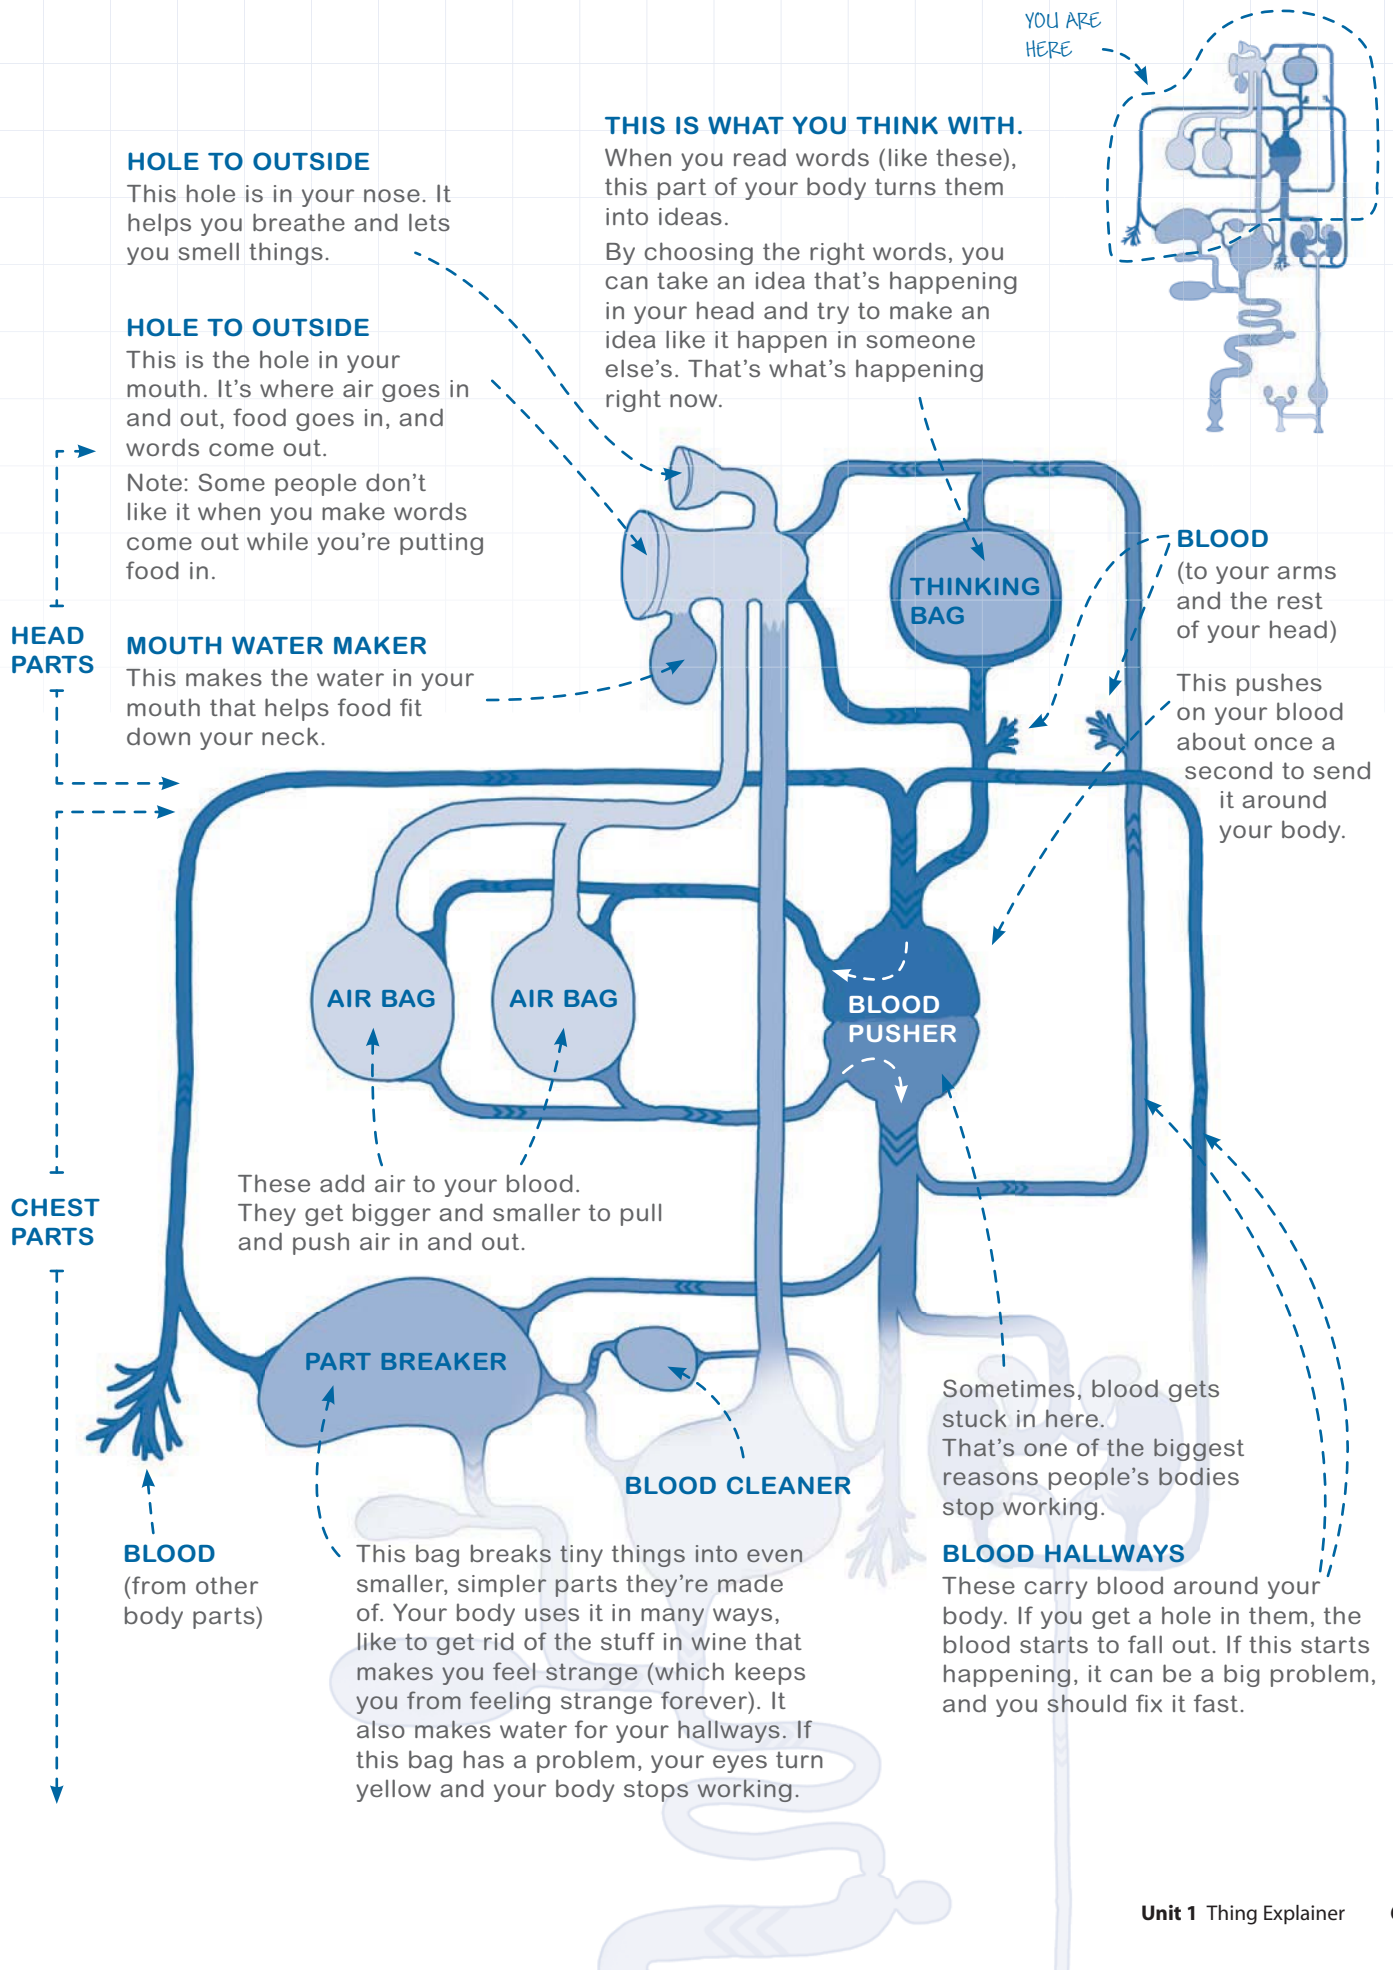 YOU ARE
HERE
THIS IS WHAT YOU THINK WITH.
When you read words (like these),
this part of your body turns them
into ideas.
By choosing the right words, you
can take an idea that's happening
in your head and try to make an
idea like it happen in someone
else's. That's what's happening
right now.
HOLE TO OUTSIDE
This hole is in your nose. It
helps you breathe and lets
you smell things.
HOLE TO OUTSIDE
This is the hole in your
mouth. It's where air goes in
and out, food goes in, and
words come out.
Note: Some people don't
like it when you make words
come out while you're putting
food in.
HEAD
PARTS
MOUTH WATER MAKER
This makes the water in your
mouth that helps food fit
down your neck.
THINKING
BAG
BLOOD
(to your arms
and the rest
of your head)
This pushes
on your blood
about once a
second to send
it around
your body.
AIR BAG
AIR BAG
BLOOD
PUSHER
These add air to your blood.
They get bigger and smaller to pull
and push air in and out.
CHEST
PARTS
PART BREAKER
BLOOD CLEANER
Sometimes, blood gets
stuck in here.
That's one of the biggest
reasons people's bodies
stop working.
BLOOD
(from other
body parts)
This bag breaks tiny things into even
smaller, simpler parts they're made
of. Your body uses it in many ways,
like to get rid of the stuff in wine that
makes you feel strange (which keeps
you from feeling strange forever). It
also makes water for your hallways. If
this bag has a problem, your eyes turn
yellow and your body stops working.
BLOOD HALLWAYS
These carry blood around your
body. If you get a hole in them, the
blood starts to fall out. If this starts
happening, it can be a big problem,
and you should fix it fast.
Unit 1 Thing Explainer